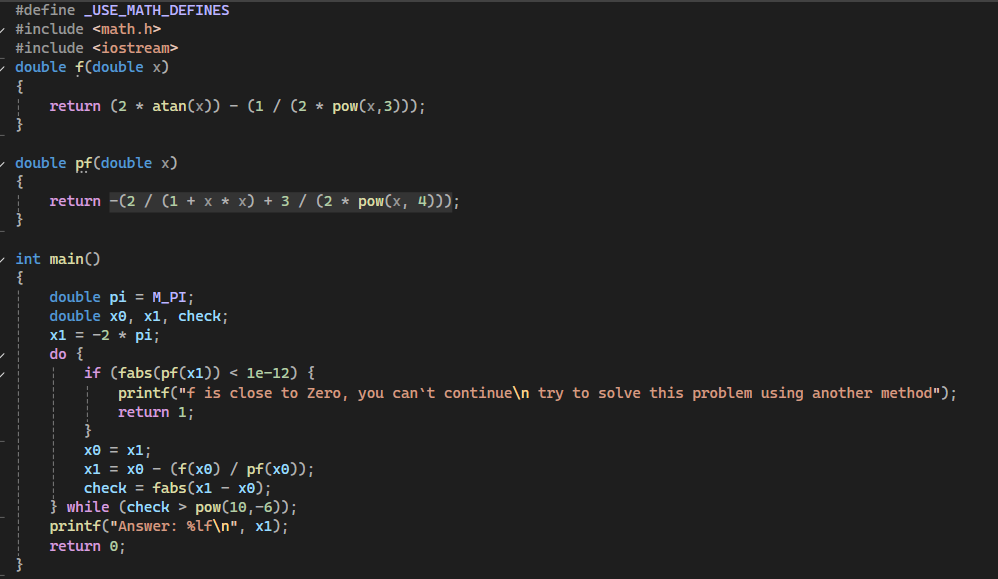 #define _USE_MATH_DEFINES
#include <math.h>
#include <iostream>
double f(double x)
{
    return (2 * atan(x)) - (1 / (2 * pow(x,3)));
}

double pf(double x)
{
    return -(2 / (1 + x * x) + 3 / (2 * pow(x, 4)));
}

int main()
{
    double pi = M_PI;
    double x0, x1, check;
    x1 = -2 * pi;
    do {
        if (fabs(pf(x1)) < 1e-12) {
            printf("f is close to Zero, you can`t continue\n try to solve this problem using another method");
            return 1;
        }
        x0 = x1;
        x1 = x0 - (f(x0) / pf(x0));
        check = fabs(x1 - x0);
    } while (check > pow(10,-6));
    printf("Answer: %lf\n", x1);
    return 0;
}